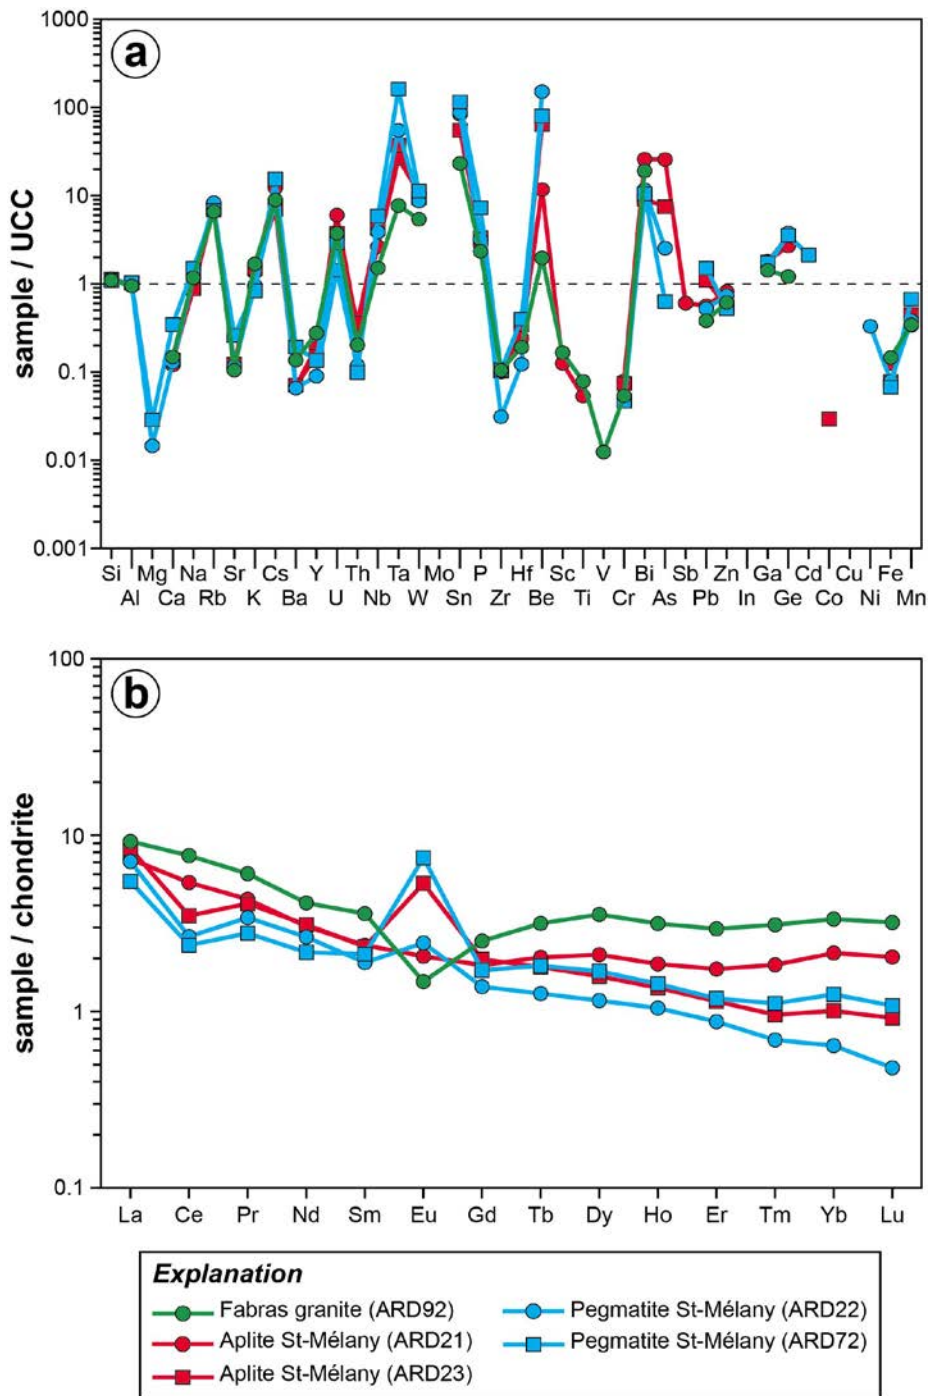 a
sample / UCC
1000
100
10
1
0.1
0.01
0.001
Si Mg Na Sr Cs Y Th Ta Mo P Hf Sc V Bi Sb Zn Ga Cd Cu Fe
Al Ca Rb K Ba U Nb W Sn Zr Be Ti Cr As Pb In Ge Co Ni Mn
b
sample / chondrite
100
10
1
0.1
La Ce Pr Nd Sm Eu Gd Tb Dy Ho Er Tm Yb Lu
Explanation
Fabras granite (ARD92)
Aplite St-Mélany (ARD21)
Aplite St-Mélany (ARD23)
Pegmatite St-Mélany (ARD22)
Pegmatite St-Mélany (ARD72)